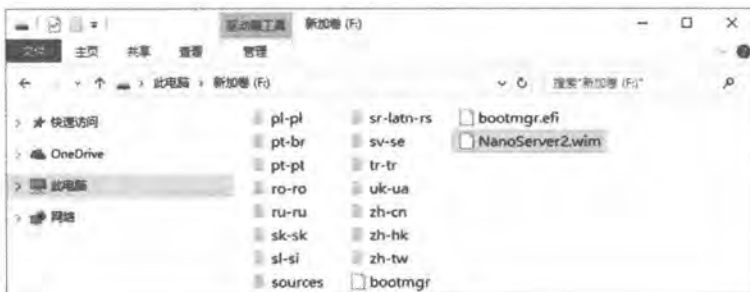 驱动器工具 新加卷 (F:)
文件 主页 共享 查看 管理
此电脑 › 新加卷 (F:) 搜索"新加卷 (F:)"
快速访问
OneDrive
此电脑
网络
pl-pl sr-latn-rs bootmgr.efi
pt-br sv-se NanoServer2.wim
pt-pt tr-tr
ro-ro uk-ua
ru-ru zh-cn
sk-sk zh-hk
sl-si zh-tw
sources bootmgr